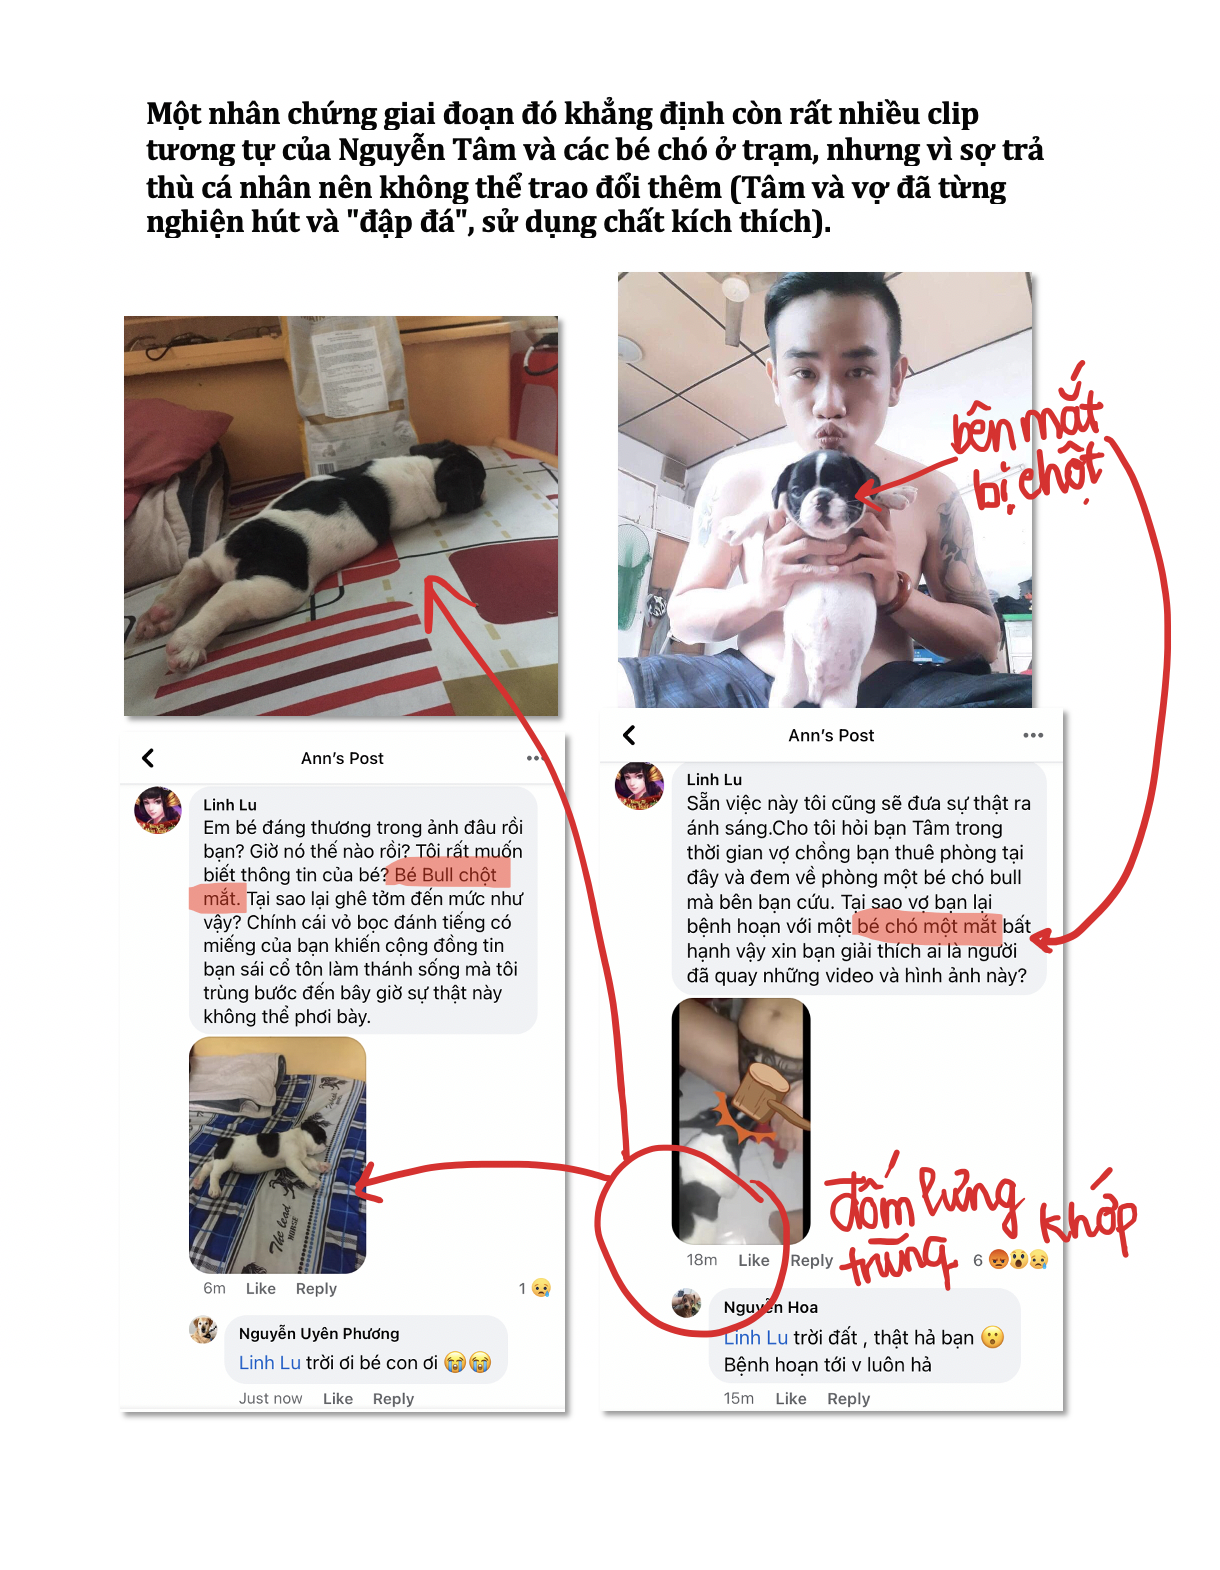 Một nhân chứng giai đoạn đó khẳng định còn rất nhiều clip
tương tự của Nguyễn Tâm và các bé chó ở trạm, nhưng vì sợ trả
thù cá nhân nên không thể trao đổi thêm (Tâm và vợ đã từng
nghiện hút và "đập đá", sử dụng chất kích thích).
bên mắt
bị chột
Ann's Post
Linh Lu
Em bé đáng thương trong ảnh đâu rồi
bạn? Giờ nó thế nào rồi? Tôi rất muốn
biết thông tin của bé? Bé Bull chột
mắt. Tại sao lại ghê tởm đến mức như
vậy? Chính cái vỏ bọc đánh tiếng có
miếng của bạn khiến cộng đồng tin
bạn sái cổ tôn làm thánh sống mà tôi
trùng bước đến bây giờ sự thật này
không thể phơi bày.
The lead
HORSE
6m Like Reply 1
Nguyễn Uyên Phương
Linh Lu trời ơi bé con ơi 😭😭
Just now Like Reply
Ann's Post
Linh Lu
Sẵn việc này tôi cũng sẽ đưa sự thật ra
ánh sáng.Cho tôi hỏi bạn Tâm trong
thời gian vợ chồng bạn thuê phòng tại
đây và đem về phòng một bé chó bull
mà bên bạn cứu. Tại sao vợ bạn lại
bệnh hoạn với một bé chó một mắt bất
hạnh vậy xin bạn giải thích ai là người
đã quay những video và hình ảnh này?
đốm lưng
trùng khớp
18m Like Reply 6
Nguyễn Hoa
Linh Lu trời đất , thật hả bạn 😮
Bệnh hoạn tới v luôn hả
15m Like Reply